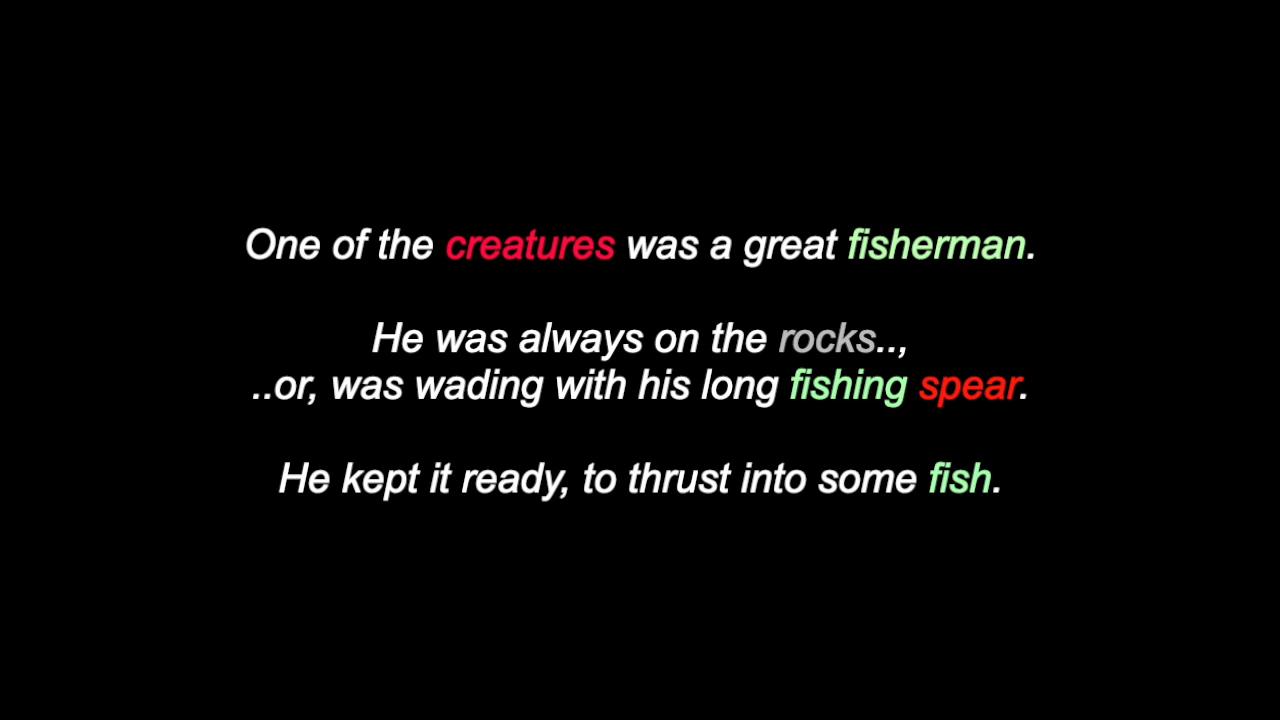 One of the creatures was a great fisherman.
He was always on the rocks..,
..or, was wading with his long fishing spear.
He kept it ready, to thrust into some fish.